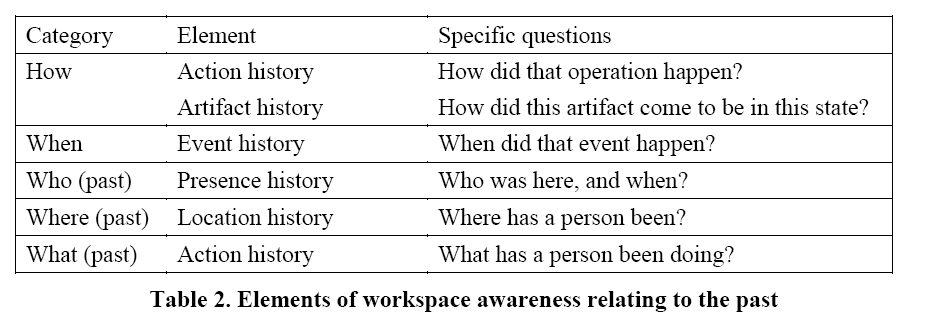 Category Element Specific questions
How Action history How did that operation happen?
Artifact history How did this artifact come to be in this state?
When Event history When did that event happen?
Who (past) Presence history Who was here, and when?
Where (past) Location history Where has a person been?
What (past) Action history What has a person been doing?
Table 2. Elements of workspace awareness relating to the past